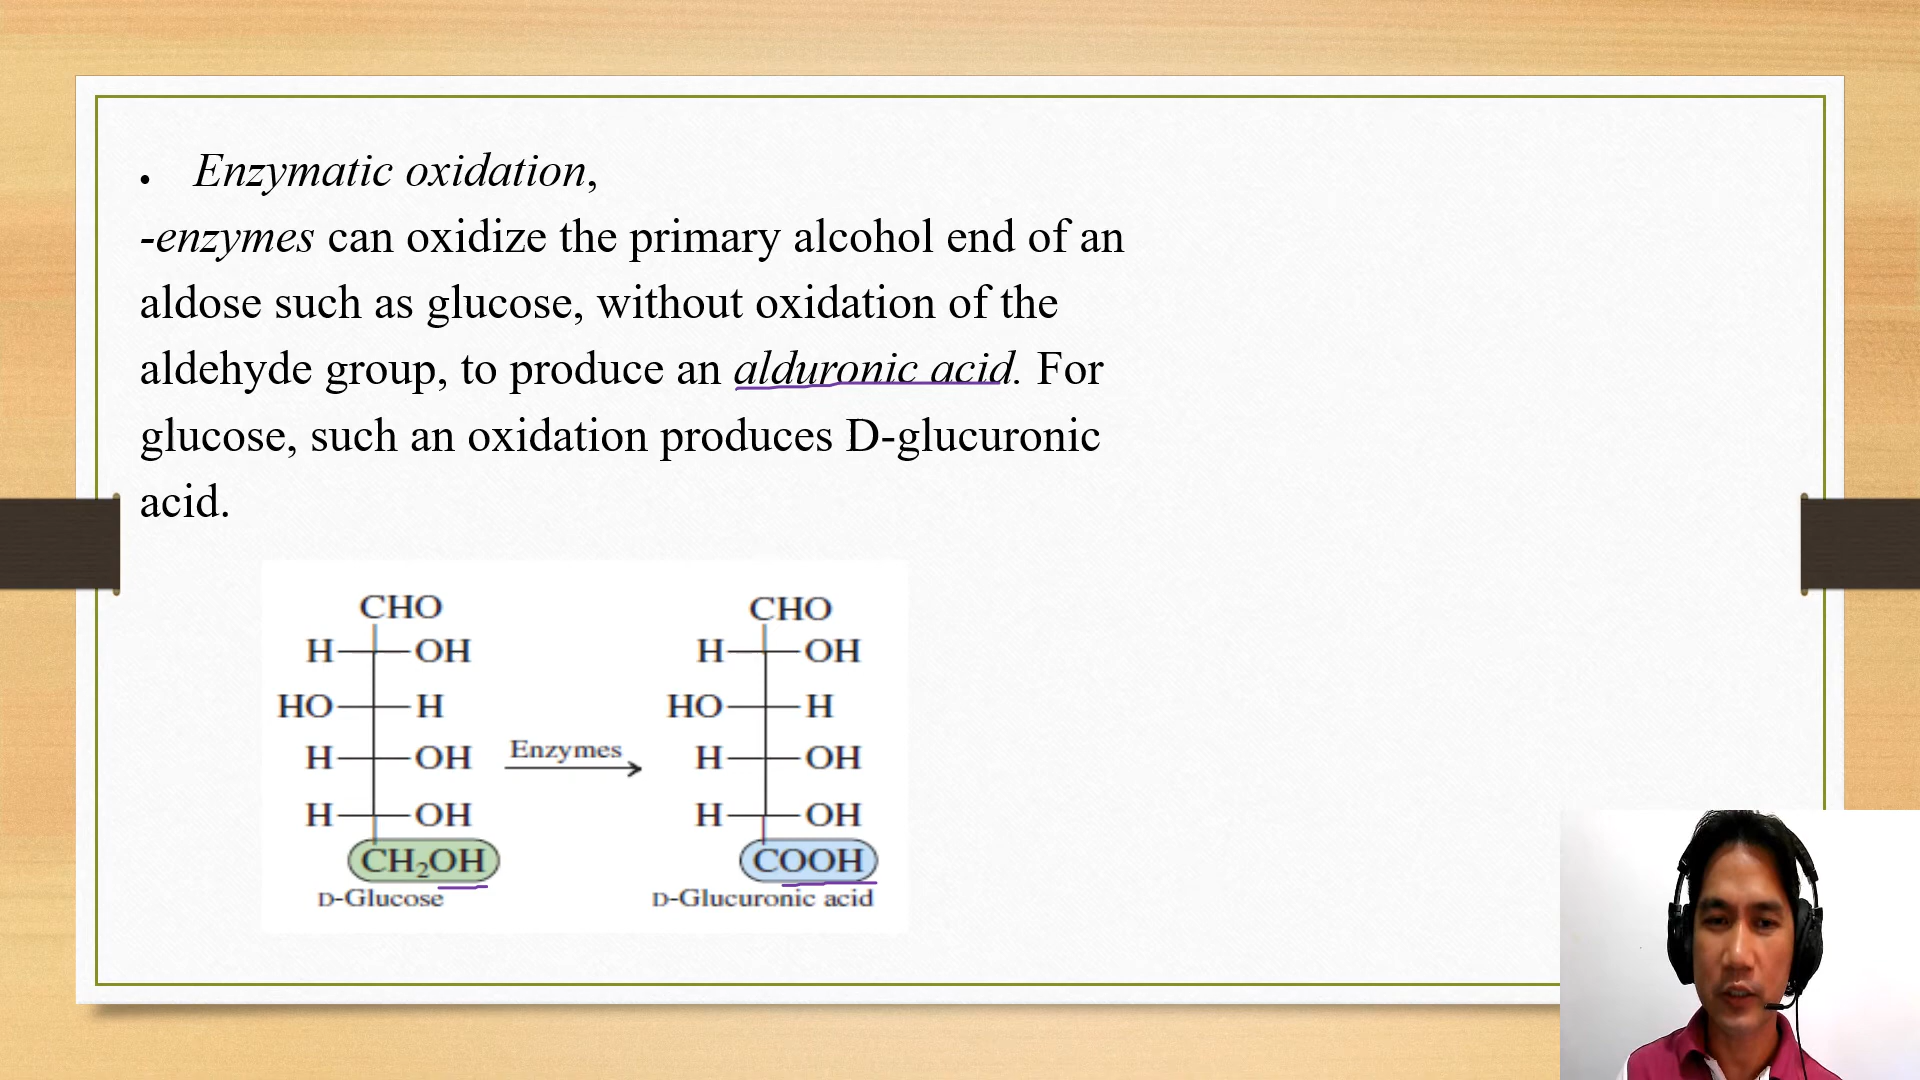 • Enzymatic oxidation,
-enzymes can oxidize the primary alcohol end of an
aldose such as glucose, without oxidation of the
aldehyde group, to produce an alduronic acid. For
glucose, such an oxidation produces D-glucuronic
acid.
CHO CHO
H OH H OH
HO H HO H
Enzymes
H OH H OH
H OH H OH
CH₂OH COOH
D-Glucose D-Glucuronic acid